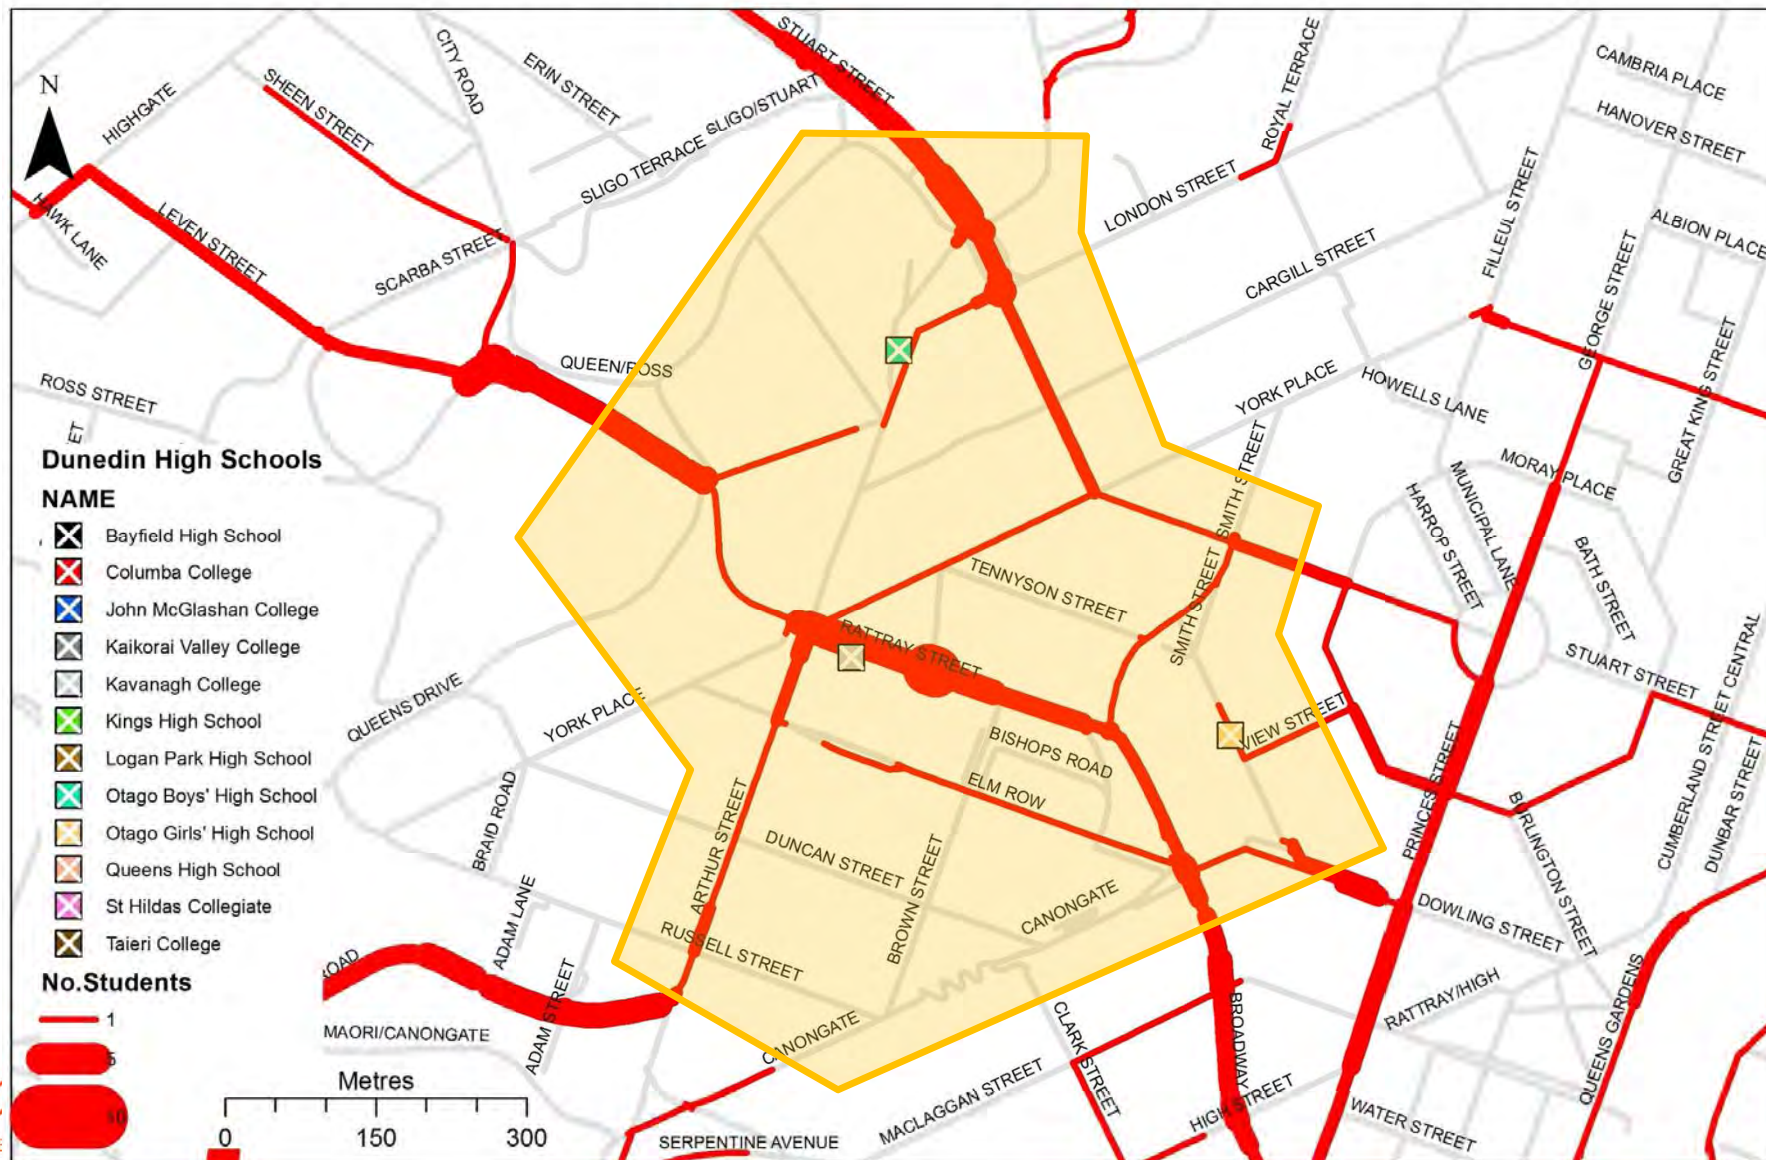 STUART STREET
CITY ROAD
ERIN STREET
ROYAL TERRACE
CAMBRIA PLACE
N
HIGHGATE
SHEEN STREET
SLIGO/STUART
HANOVER STREET
SLIGO TERRACE
LONDON STREET
FILLEUL STREET
HAWK LANE
LEVEN STREET
SCARBA STREET
CARGILL STREET
ALBION PLACE
GEORGE STREET
QUEEN/ROSS
YORK PLACE
HOWELLS LANE
GREAT KING STREET
ROSS STREET
ET
SMITH STREET
MORAY PLACE
MUNICIPAL LANE
HARROP STREET
BATH STREET
TENNYSON STREET
SMITH STREET
RATTRAY STREET
STUART STREET
QUEENS DRIVE
YORK PLACE
VIEW STREET
BISHOPS ROAD
ELM ROW
PRINCES STREET
CUMBERLAND STREET CENTRAL
DUNBAR STREET
BURLINGTON STREET
BRAID ROAD
ARTHUR STREET
DUNCAN STREET
BROWN STREET
CANONGATE
DOWLING STREET
ADAM LANE
RUSSELL STREET
OAD
ADAM STREET
RATTRAY/HIGH
QUEENS GARDENS
MAORI/CANONGATE
CANONGATE
CLARK STREET
BROADWAY
MACLAGGAN STREET
HIGH STREET
WATER STREET
SERPENTINE AVENUE
Dunedin High Schools
NAME
Bayfield High School
Columba College
John McGlashan College
Kaikorai Valley College
Kavanagh College
Kings High School
Logan Park High School
Otago Boys' High School
Otago Girls' High School
Queens High School
St Hildas Collegiate
Taieri College
No.Students
1
5
10
Metres
0 150 300